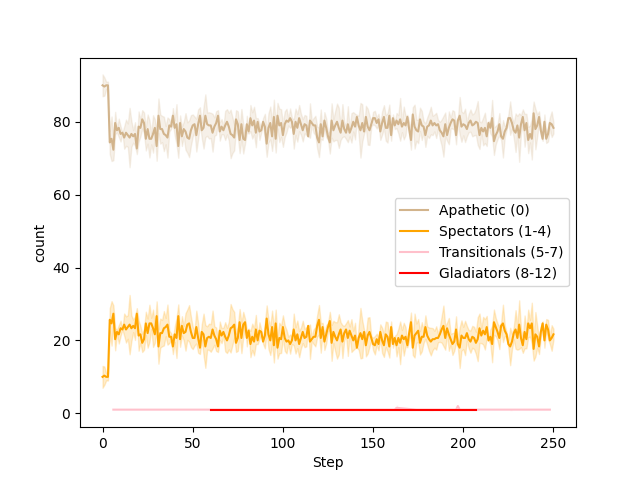 80
60
40
20
0
count
Apathetic (0)
Spectators (1-4)
Transitionals (5-7)
Gladiators (8-12)
0 50 100 150 200 250
Step